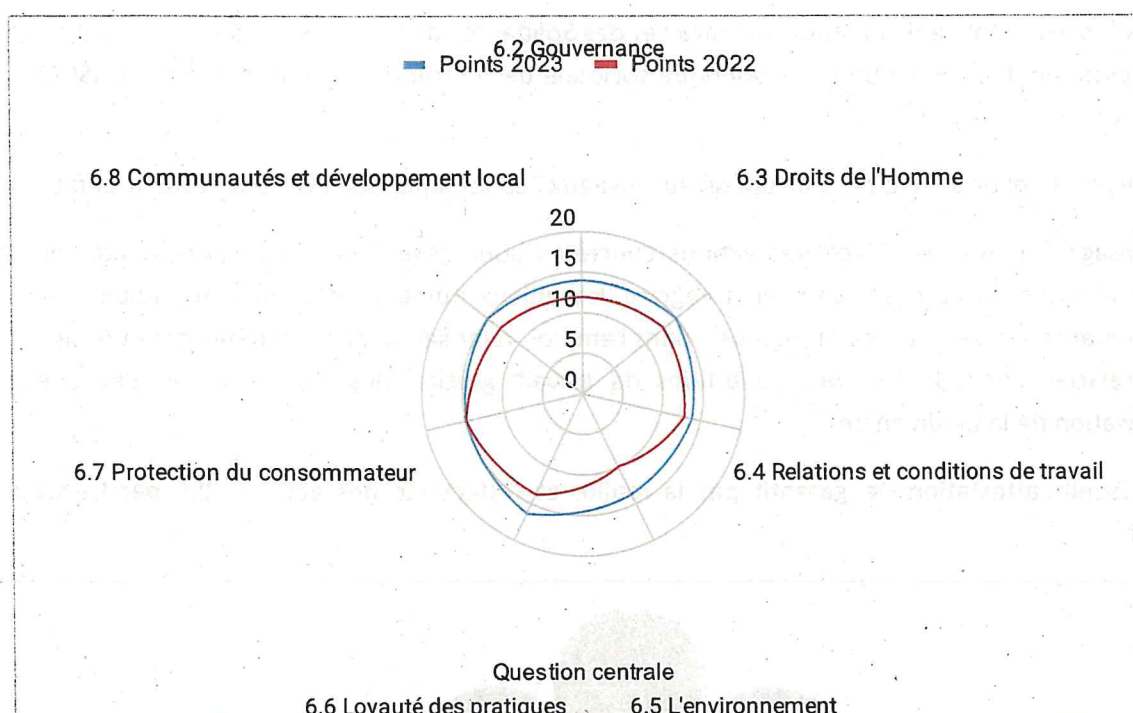 6.2 Gouvernance
Points 2023 Points 2022
6.8 Communautés et développement local 6.3 Droits de l'Homme
20
15
10
5
0
6.7 Protection du consommateur 6.4 Relations et conditions de travail
Question centrale
6.6 Loyauté des pratiques 6.5 L'environnement